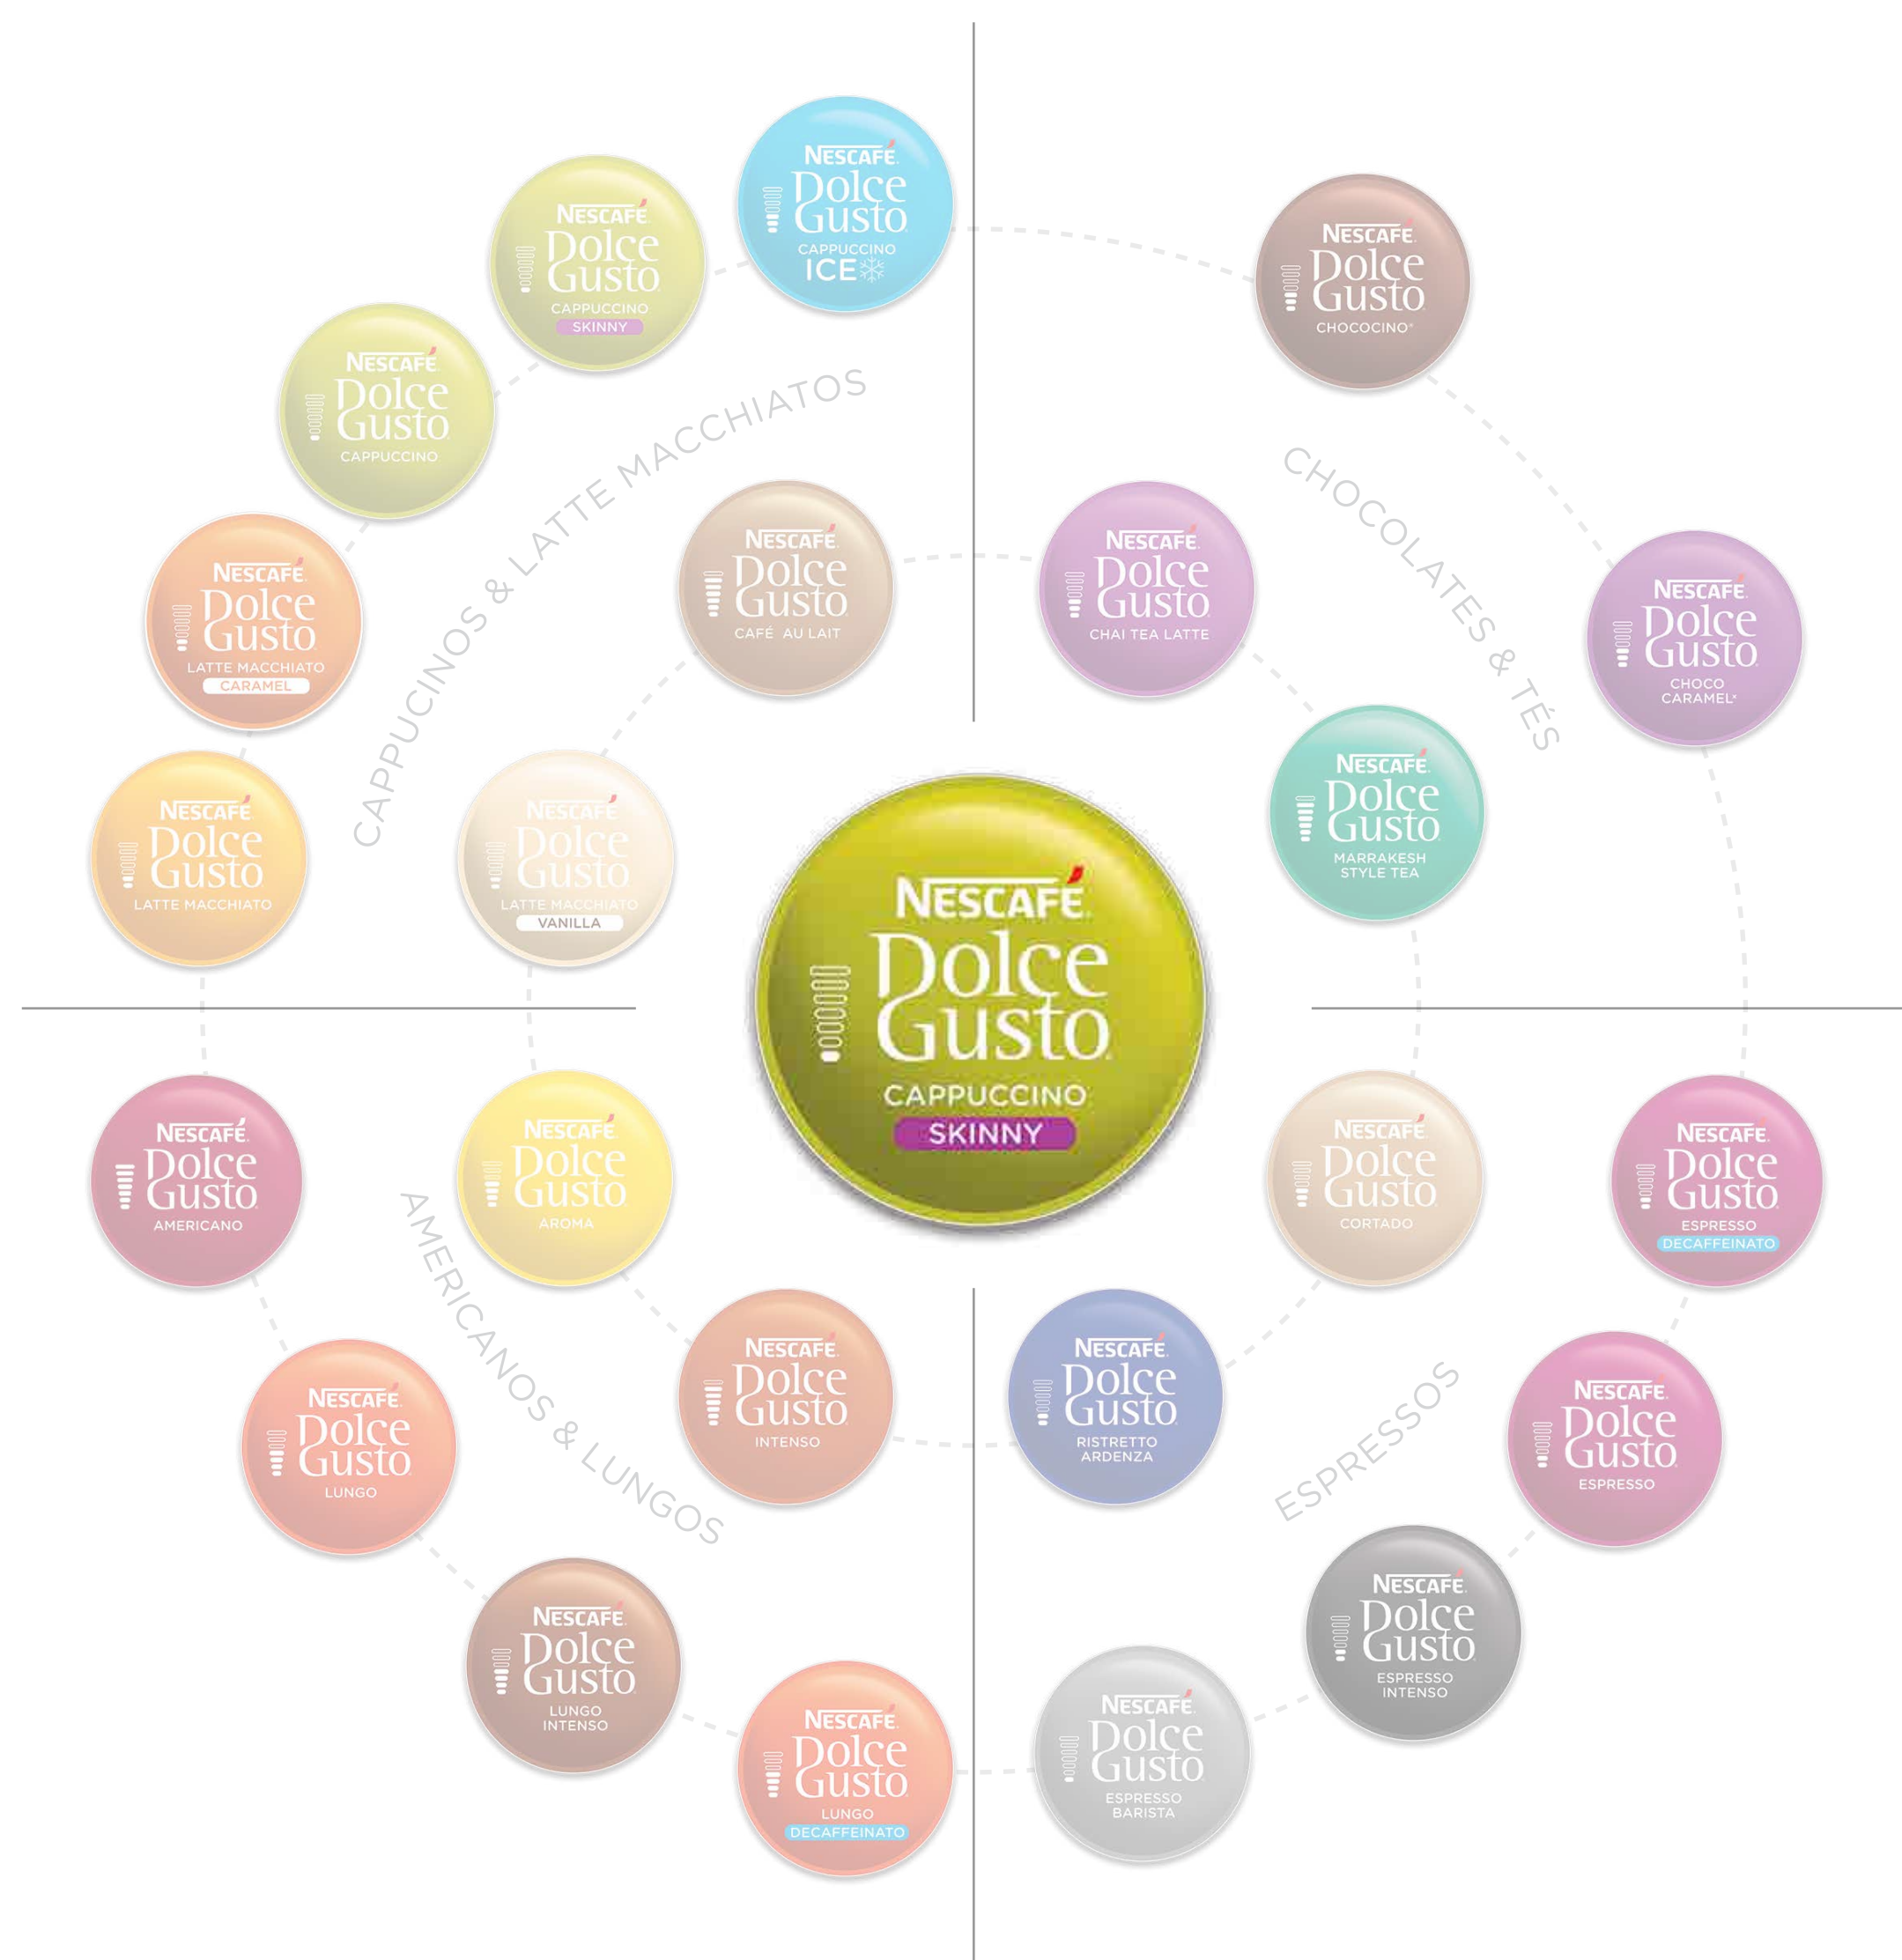 NESCAFÉ
Dolce
Gusto
CAPPUCCINO
ICE
NESCAFÉ
Dolce
Gusto
CAPPUCCINO
SKINNY
NESCAFÉ
Dolce
Gusto
CAPPUCCINO
NESCAFÉ
Dolce
Gusto
LATTE MACCHIATO
CARAMEL
NESCAFÉ
Dolce
Gusto
LATTE MACCHIATO
CAPPUCINOS & LATTE MACCHIATOS
NESCAFÉ
Dolce
Gusto
CAFÉ AU LAIT
NESCAFÉ
Dolce
Gusto
LATTE MACCHIATO
VANILLA
NESCAFÉ
Dolce
Gusto
CHOCOCINO®
NESCAFÉ
Dolce
Gusto
CHOCO
CARAMEL*
CHOCOLATES & TÉS
NESCAFÉ
Dolce
Gusto
CHAI TEA LATTE
NESCAFÉ
Dolce
Gusto
MARRAKESH
STYLE TEA
NESCAFÉ
Dolce
Gusto
CAPPUCCINO
SKINNY
NESCAFÉ
Dolce
Gusto
AMERICANO
NESCAFÉ
Dolce
Gusto
AROMA
AMERICANOS & LUNGOS
NESCAFÉ
Dolce
Gusto
INTENSO
NESCAFÉ
Dolce
Gusto
LUNGO
NESCAFÉ
Dolce
Gusto
LUNGO
INTENSO
NESCAFÉ
Dolce
Gusto
LUNGO
DECAFFEINATO
NESCAFÉ
Dolce
Gusto
CORTADO
NESCAFÉ
Dolce
Gusto
ESPRESSO
DECAFFEINATO
NESCAFÉ
Dolce
Gusto
RISTRETTO
ARDENZA
ESPRESSOS
NESCAFÉ
Dolce
Gusto
ESPRESSO
NESCAFÉ
Dolce
Gusto
ESPRESSO
INTENSO
NESCAFÉ
Dolce
Gusto
ESPRESSO
BARISTA